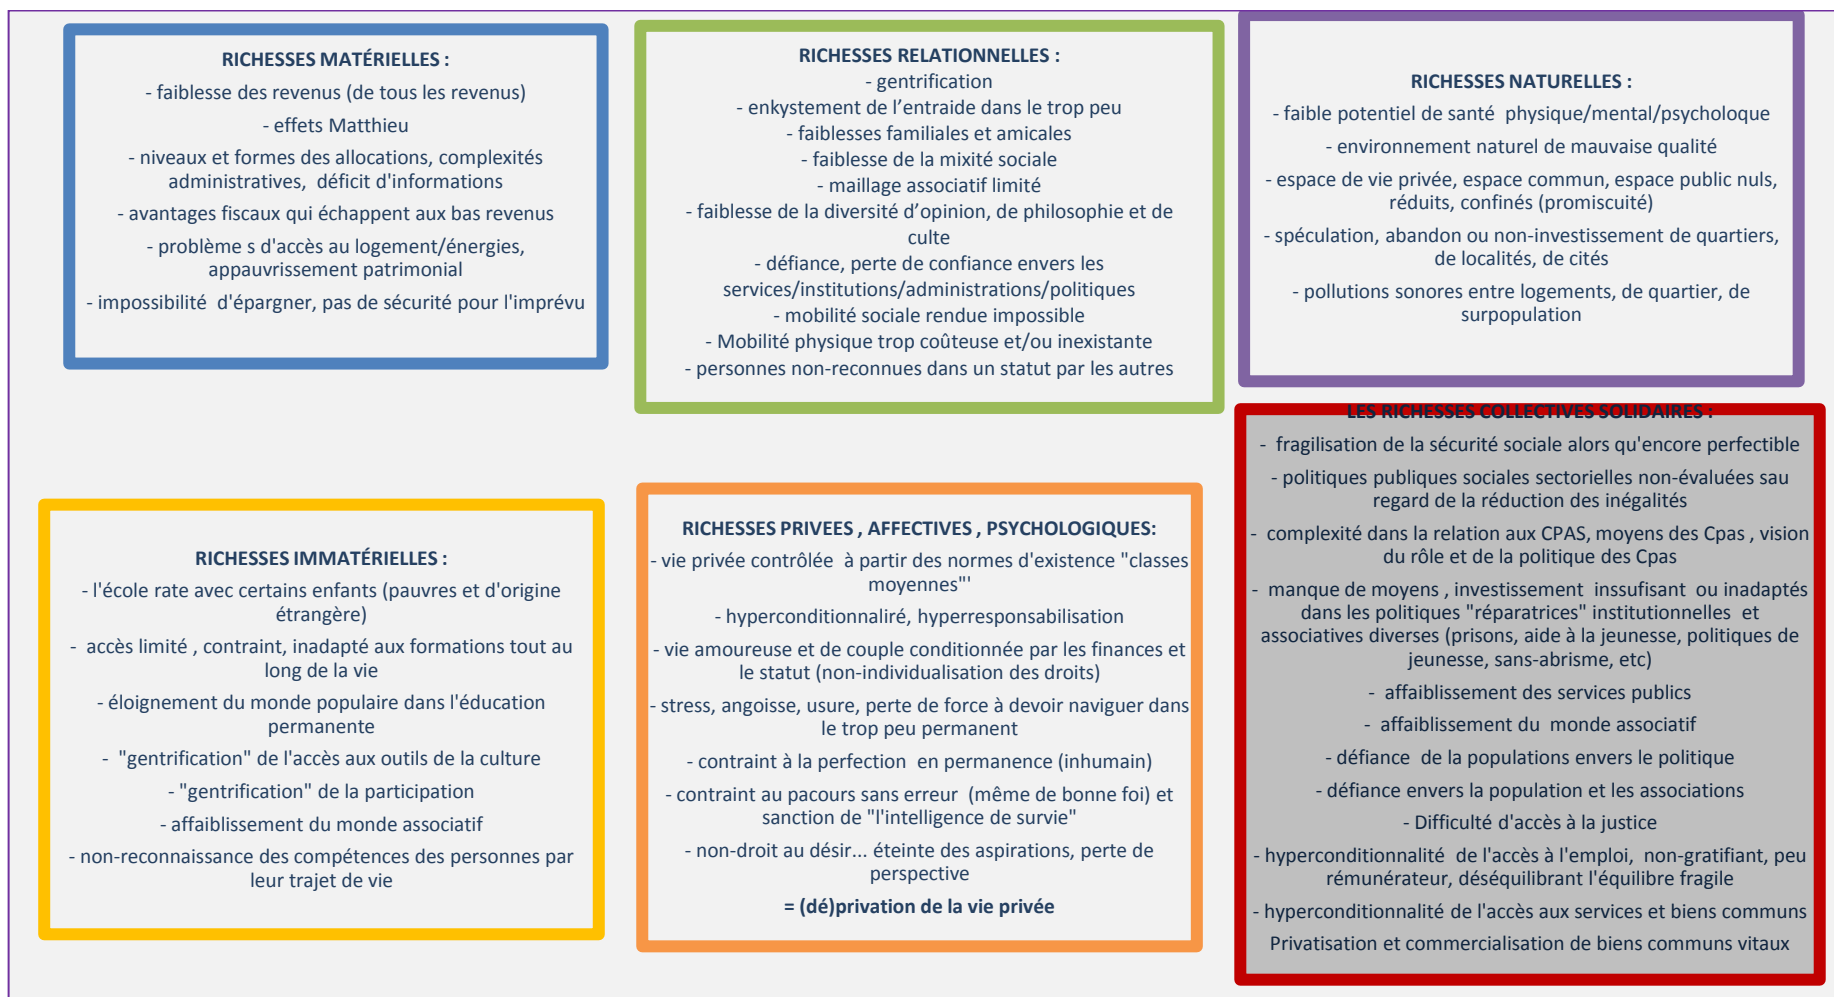 RICHESSES MATÉRIELLES :
- faiblesse des revenus (de tous les revenus)
- effets Matthieu
- niveaux et formes des allocations, complexités
administratives, déficit d'informations
- avantages fiscaux qui échappent aux bas revenus
- problème s d'accès au logement/énergies,
appauvrissement patrimonial
- impossibilité d'épargner, pas de sécurité pour l'imprévu
RICHESSES RELATIONNELLES :
- gentrification
- enkystement de l’entraide dans le trop peu
- faiblesses familiales et amicales
- faiblesse de la mixité sociale
- maillage associatif limité
- faiblesse de la diversité d’opinion, de philosophie et de
culte
- défiance, perte de confiance envers les
services/institutions/administrations/politiques
- mobilité sociale rendue impossible
- Mobilité physique trop coûteuse et/ou inexistante
- personnes non-reconnues dans un statut par les autres
RICHESSES NATURELLES :
- faible potentiel de santé physique/mental/psycholoque
- environnement naturel de mauvaise qualité
- espace de vie privée, espace commun, espace public nuls,
réduits, confinés (promiscuité)
- spéculation, abandon ou non-investissement de quartiers,
de localités, de cités
- pollutions sonores entre logements, de quartier, de
surpopulation
RICHESSES IMMATÉRIELLES :
- l'école rate avec certains enfants (pauvres et d'origine
étrangère)
- accès limité , contraint, inadapté aux formations tout au
long de la vie
- éloignement du monde populaire dans l'éducation
permanente
- "gentrification" de l'accès aux outils de la culture
- "gentrification" de la participation
- affaiblissement du monde associatif
- non-reconnaissance des compétences des personnes par
leur trajet de vie
RICHESSES PRIVEES , AFFECTIVES , PSYCHOLOGIQUES:
- vie privée contrôlée à partir des normes d'existence "classes
moyennes"'
- hyperconditionnaliré, hyperresponsabilisation
- vie amoureuse et de couple conditionnée par les finances et
le statut (non-individualisation des droits)
- stress, angoisse, usure, perte de force à devoir naviguer dans
le trop peu permanent
- contraint à la perfection en permanence (inhumain)
- contraint au pacours sans erreur (même de bonne foi) et
sanction de "l'intelligence de survie"
- non-droit au désir... éteinte des aspirations, perte de
perspective
= (dé)privation de la vie privée
LES RICHESSES COLLECTIVES SOLIDAIRES :
- fragilisation de la sécurité sociale alors qu'encore perfectible
- politiques publiques sociales sectorielles non-évaluées sau
regard de la réduction des inégalités
- complexité dans la relation aux CPAS, moyens des Cpas , vision
du rôle et de la politique des Cpas
- manque de moyens , investissement inssufisant ou inadaptés
dans les politiques "réparatrices" institutionnelles et
associatives diverses (prisons, aide à la jeunesse, politiques de
jeunesse, sans-abrisme, etc)
- affaiblissement des services publics
- affaiblissement du monde associatif
- défiance de la populations envers le politique
- défiance envers la population et les associations
- Difficulté d'accès à la justice
- hyperconditionnalité de l'accès à l'emploi, non-gratifiant, peu
rémunérateur, déséquilibrant l'équilibre fragile
- hyperconditionnalité de l'accès aux services et biens communs
Privatisation et commercialisation de biens communs vitaux